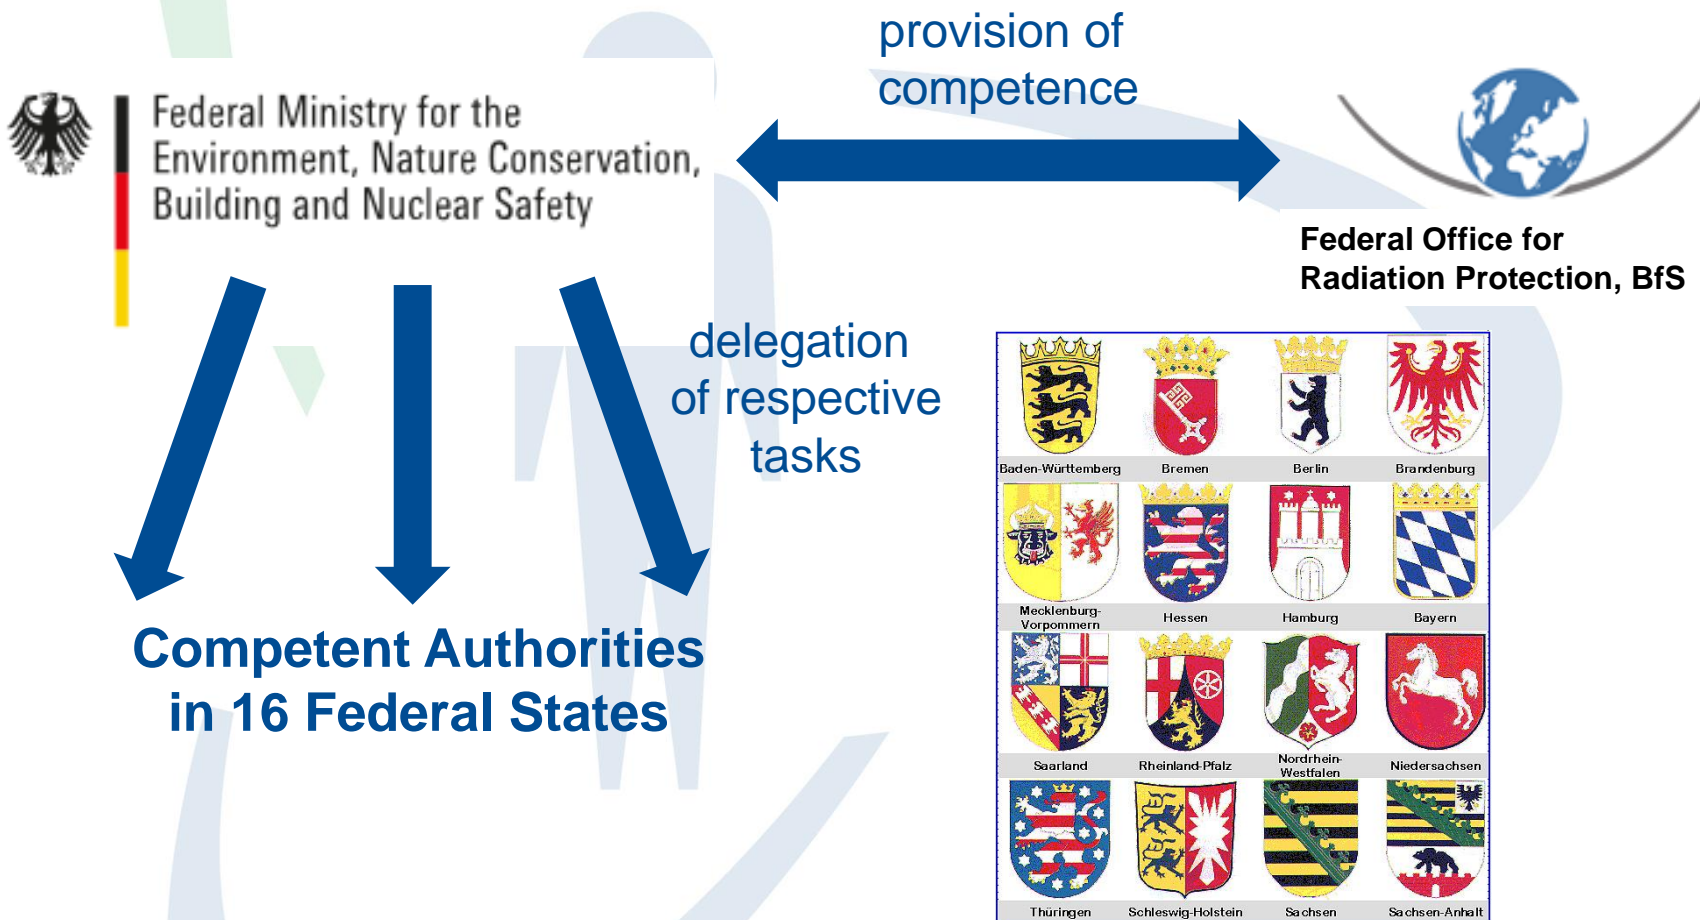 provision of
competence
Federal Ministry for the
Environment, Nature Conservation,
Building and Nuclear Safety
Federal Office for
Radiation Protection, BfS
delegation
of respective
tasks
Competent Authorities
in 16 Federal States
Baden-Württemberg Bremen Berlin Brandenburg
Mecklenburg-
Vorpommern Hessen Hamburg Bayern
Saarland Rheinland-Pfalz Nordrhein-
Westfalen Niedersachsen
Thüringen Schleswig-Holstein Sachsen Sachsen-Anhalt